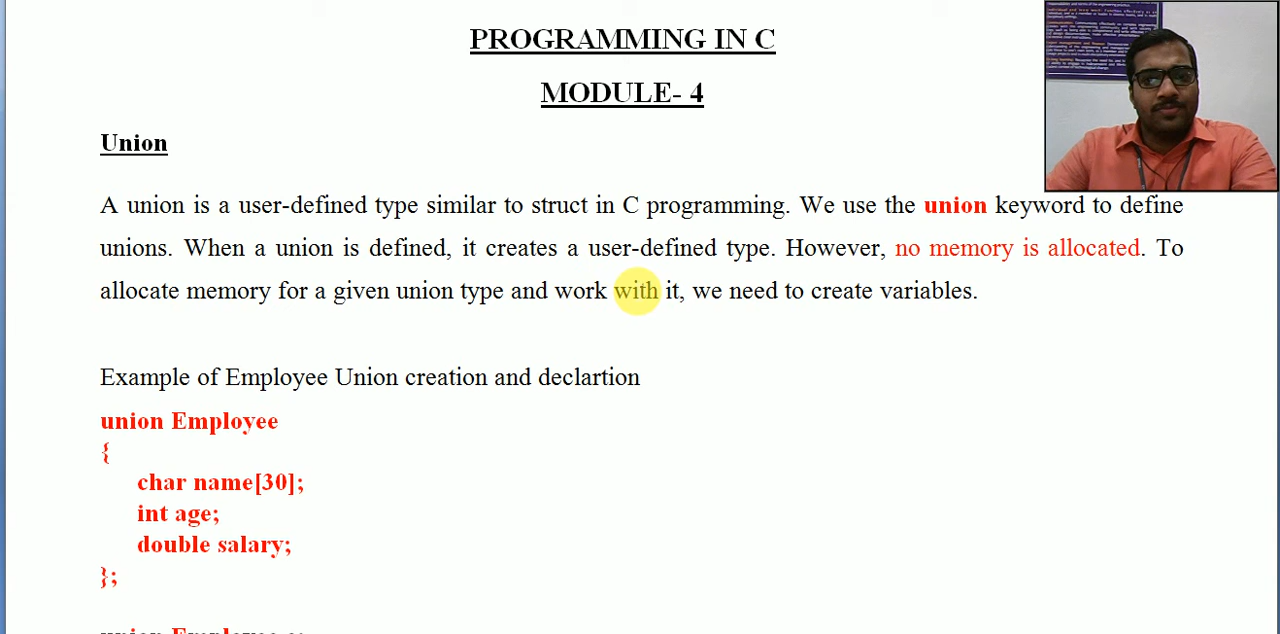 PROGRAMMING IN C
MODULE- 4
Union
A union is a user-defined type similar to struct in C programming. We use the union keyword to define
unions. When a union is defined, it creates a user-defined type. However, no memory is allocated. To
allocate memory for a given union type and work with it, we need to create variables.
Example of Employee Union creation and declartion
union Employee
{
char name[30];
int age;
double salary;
};
union Employee